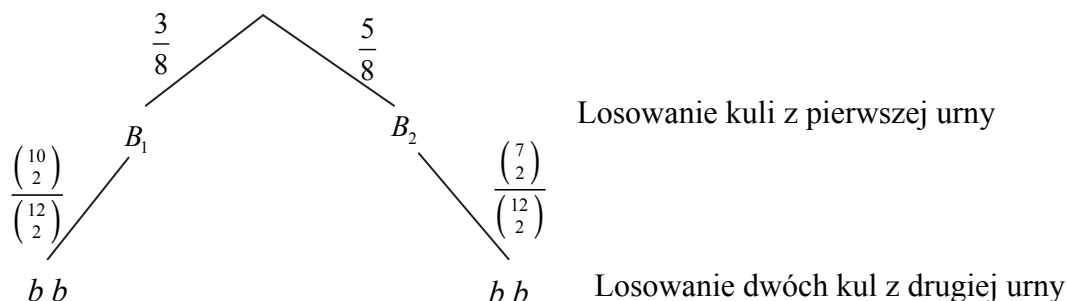 3/8 5/8
B₁ B₂ Losowanie kuli z pierwszej urny
(10 2)/(12 2) (7 2)/(12 2)
b b b b Losowanie dwóch kul z drugiej urny